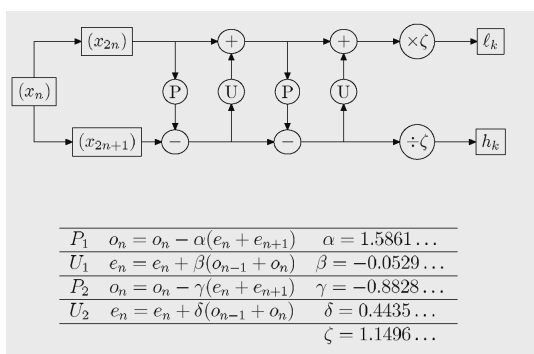 (x₂ₙ) + + ×ζ ℓₖ
(xₙ) P U P U
(x₂ₙ₊₁) − − ÷ζ hₖ
P₁ oₙ = oₙ − α(eₙ + eₙ₊₁) α = 1.5861...
U₁ eₙ = eₙ + β(oₙ₋₁ + oₙ) β = −0.0529...
P₂ oₙ = oₙ − γ(eₙ + eₙ₊₁) γ = −0.8828...
U₂ eₙ = eₙ + δ(oₙ₋₁ + oₙ) δ = 0.4435...
ζ = 1.1496...